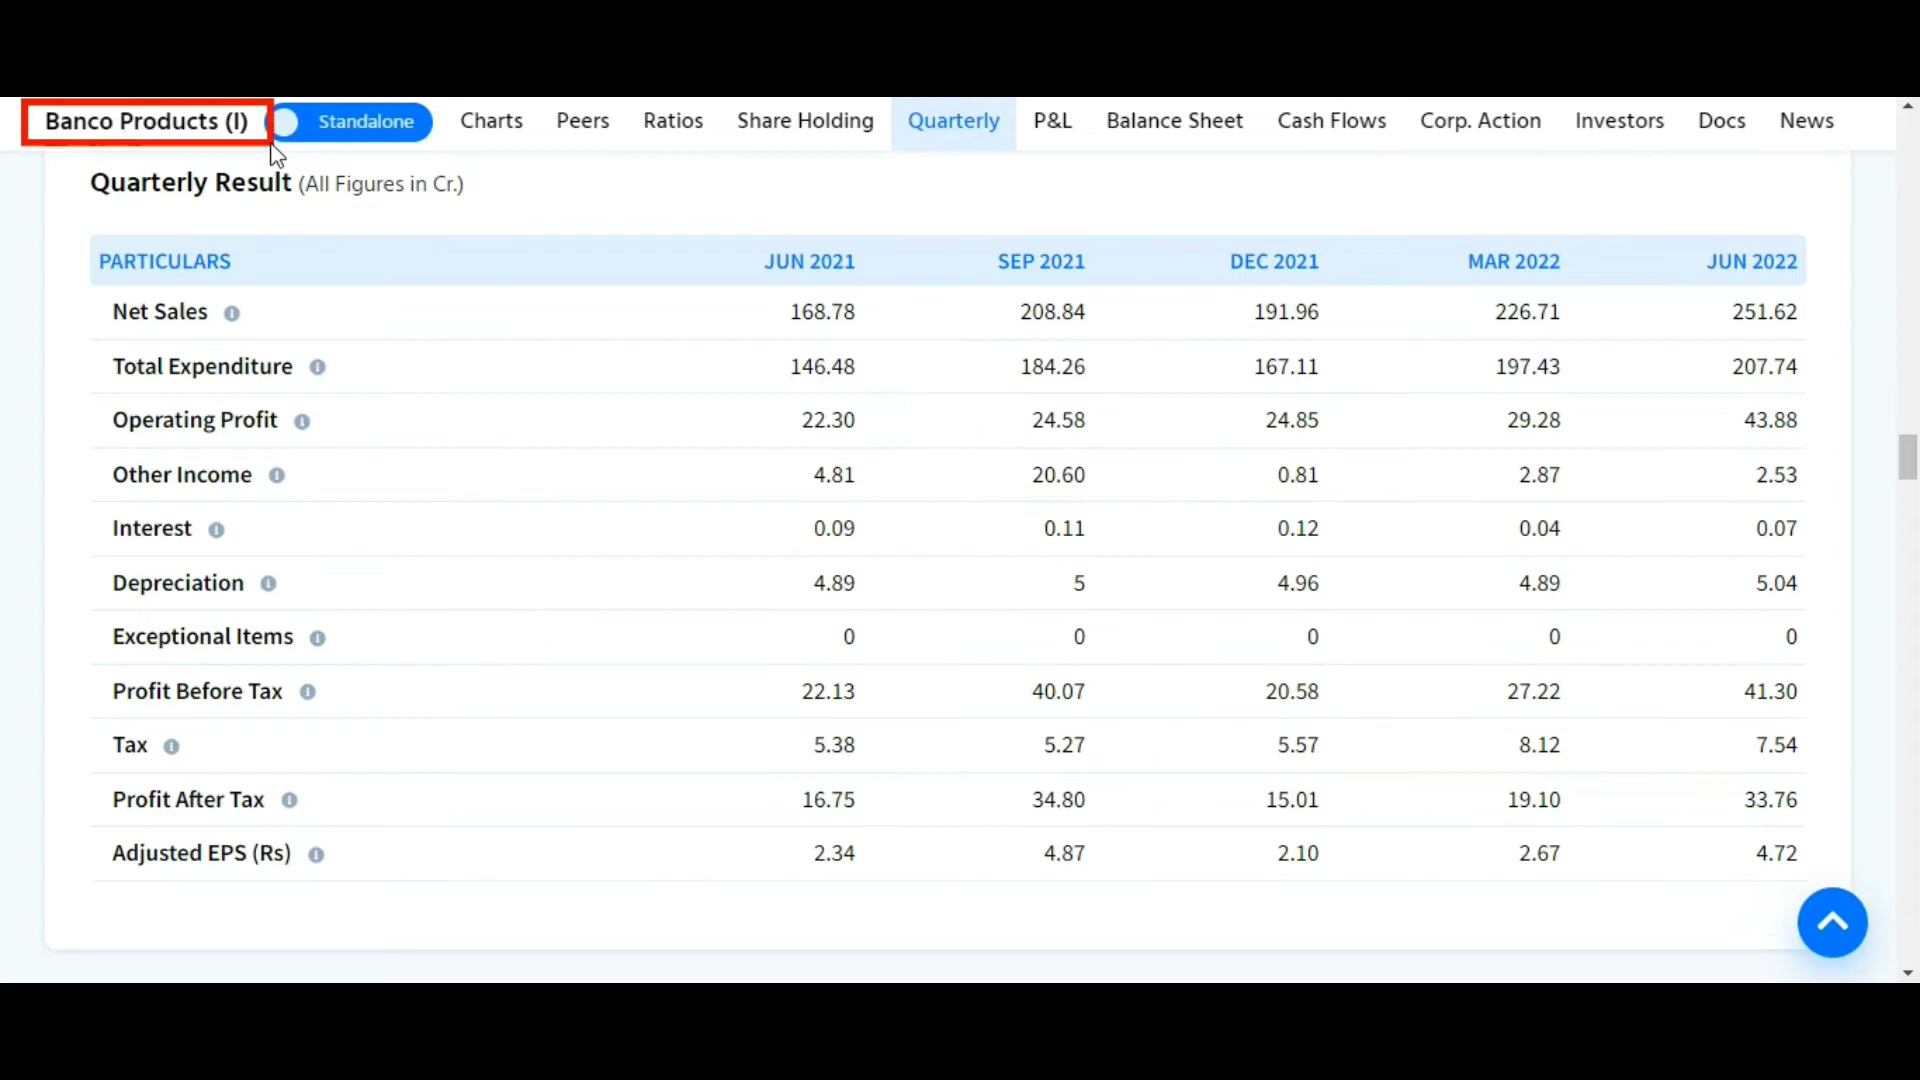 Banco Products (I) Standalone Charts Peers Ratios Share Holding Quarterly P&L Balance Sheet Cash Flows Corp. Action Investors Docs News
Quarterly Result (All Figures in Cr.)
PARTICULARS JUN 2021 SEP 2021 DEC 2021 MAR 2022 JUN 2022
Net Sales 168.78 208.84 191.96 226.71 251.62
Total Expenditure 146.48 184.26 167.11 197.43 207.74
Operating Profit 22.30 24.58 24.85 29.28 43.88
Other Income 4.81 20.60 0.81 2.87 2.53
Interest 0.09 0.11 0.12 0.04 0.07
Depreciation 4.89 5 4.96 4.89 5.04
Exceptional Items 0 0 0 0 0
Profit Before Tax 22.13 40.07 20.58 27.22 41.30
Tax 5.38 5.27 5.57 8.12 7.54
Profit After Tax 16.75 34.80 15.01 19.10 33.76
Adjusted EPS (Rs) 2.34 4.87 2.10 2.67 4.72